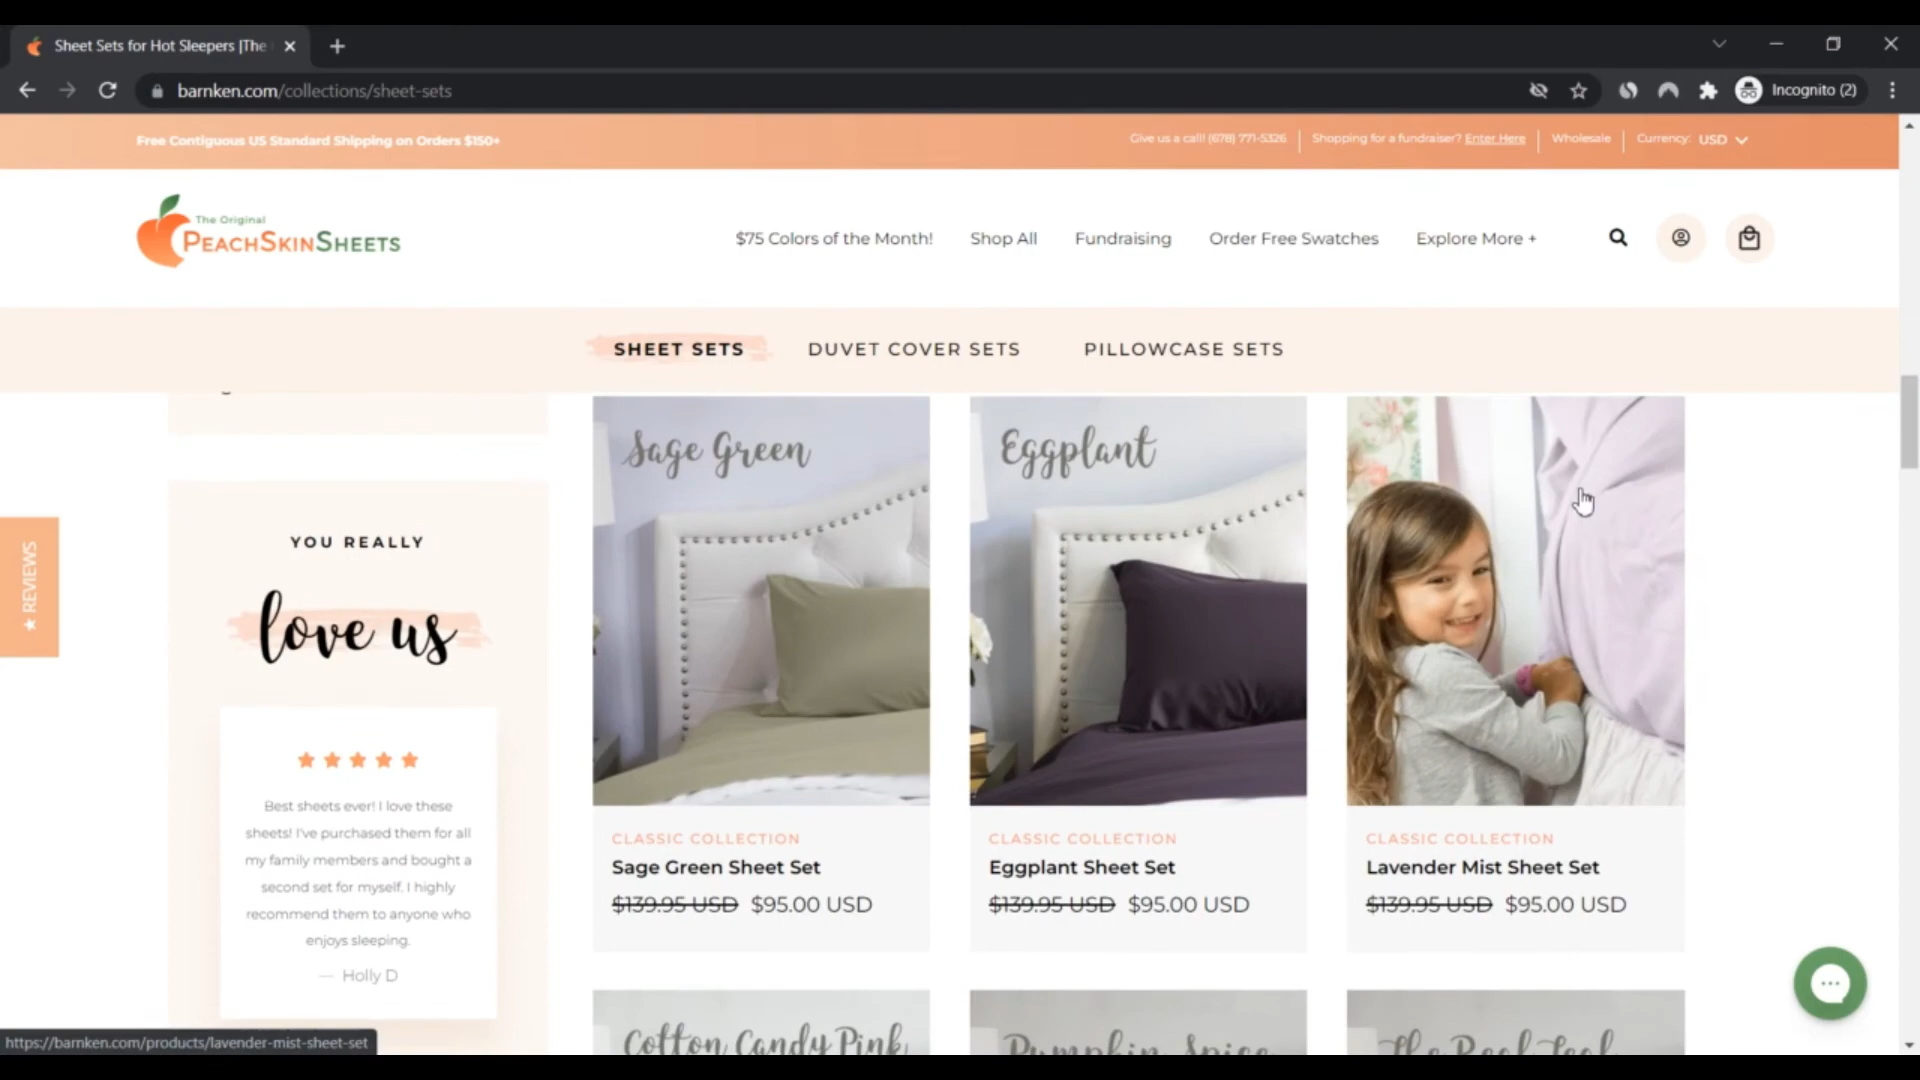 Sheet Sets for Hot Sleepers |The
barnken.com/collections/sheet-sets
Incognito (2)
Free Contiguous US Standard Shipping on Orders $150+
Give us a call! (678) 771-5326
Shopping for a fundraiser? Enter Here
Wholesale
Currency: USD
The Original
PEACHSKINSHEETS
$75 Colors of the Month!
Shop All
Fundraising
Order Free Swatches
Explore More +
SHEET SETS
DUVET COVER SETS
PILLOWCASE SETS
★ REVIEWS
YOU REALLY
love us
Best sheets ever! I love these
sheets! I've purchased them for all
my family members and bought a
second set for myself. I highly
recommend them to anyone who
enjoys sleeping.
— Holly D
Sage Green
CLASSIC COLLECTION
Sage Green Sheet Set
$139.95 USD $95.00 USD
Eggplant
CLASSIC COLLECTION
Eggplant Sheet Set
$139.95 USD $95.00 USD
CLASSIC COLLECTION
Lavender Mist Sheet Set
$139.95 USD $95.00 USD
Cotton Candy Pink
Pumpkin Spice
The Real Teal
https://barnken.com/products/lavender-mist-sheet-set